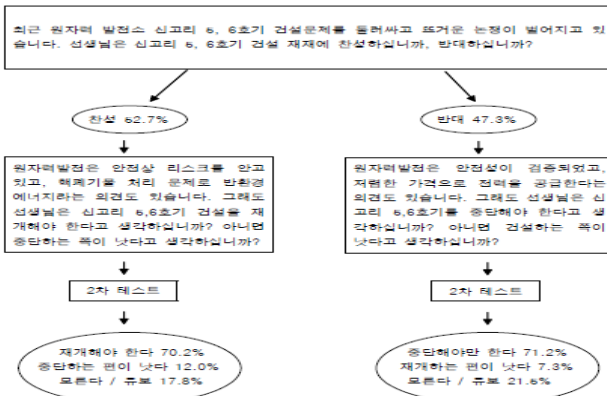 최근 원자력 발전소 신고리 5, 6호기 건설문제를 둘러싸고 뜨거운 논쟁이 벌어지고 있
습니다. 선생님은 신고리 5, 6호기 건설 재재에 찬성하십니까, 반대하십니까?
찬성 52.7%
반대 47.3%
원자력발전은 안전상 리스크를 안고
있고, 핵폐기물 처리 문제로 반환경
에너지라는 의견도 있습니다. 그래도
선생님은 신고리 5,6호기 건설을 재
개해야 한다고 생각하십니까? 아니면
중단하는 쪽이 낫다고 생각하십니까?
원자력발전은 안전성이 검증되었고,
저렴한 가격으로 전력을 공급한다는
의견도 있습니다. 그래도 선생님은 신
고리 5,6호기를 중단해야 한다고 생
각하십니까? 아니면 건설하는 쪽이
낫다고 생각하십니까?
2차 테스트
2차 테스트
재개해야 한다 70.2%
중단하는 편이 낫다 12.0%
모른다 / 유보 17.8%
중단해야만 한다 71.2%
재개하는 편이 낫다 7.3%
모른다 / 유보 21.5%